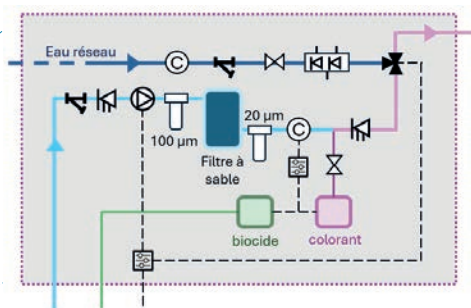 Eau réseau
C
100 µm
20 µm
C
Filtre à
sable
biocide
colorant